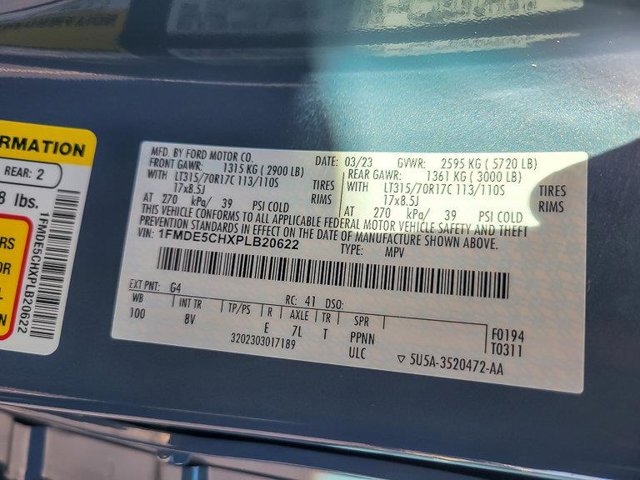 MFD. BY FORD MOTOR CO.
DATE: 03/23 GVWR: 2595 KG ( 5720 LB)
FRONT GAWR: 1315 KG ( 2900 LB)
REAR GAWR: 1361 KG ( 3000 LB)
WITH LT315/70R17C 113/110S TIRES
WITH LT315/70R17C 113/110S TIRES
17x8.5J
17x8.5J
AT 270 kPa/ 39 PSI COLD
AT 270 kPa/ 39 PSI COLD
THIS VEHICLE CONFORMS TO ALL APPLICABLE FEDERAL MOTOR VEHICLE SAFETY AND THEFT
PREVENTION STANDARDS IN EFFECT ON THE DATE OF MANUFACTURE SHOWN ABOVE.
VIN: 1FMDE5CHXPLB20622
TYPE: MPV
EXT PNT: G4 RC: 41 DSO:
WB INT TR TP/PS R AXLE TR SPR
100 8V E 7L T PPNN
3202303017189 ULC
F0194
T0311
5U5A-3520472-AA
ORMATION
REAR: 2
8 lbs.
ERS
OR
AL
EN
1FMDE5CHXPLB20622